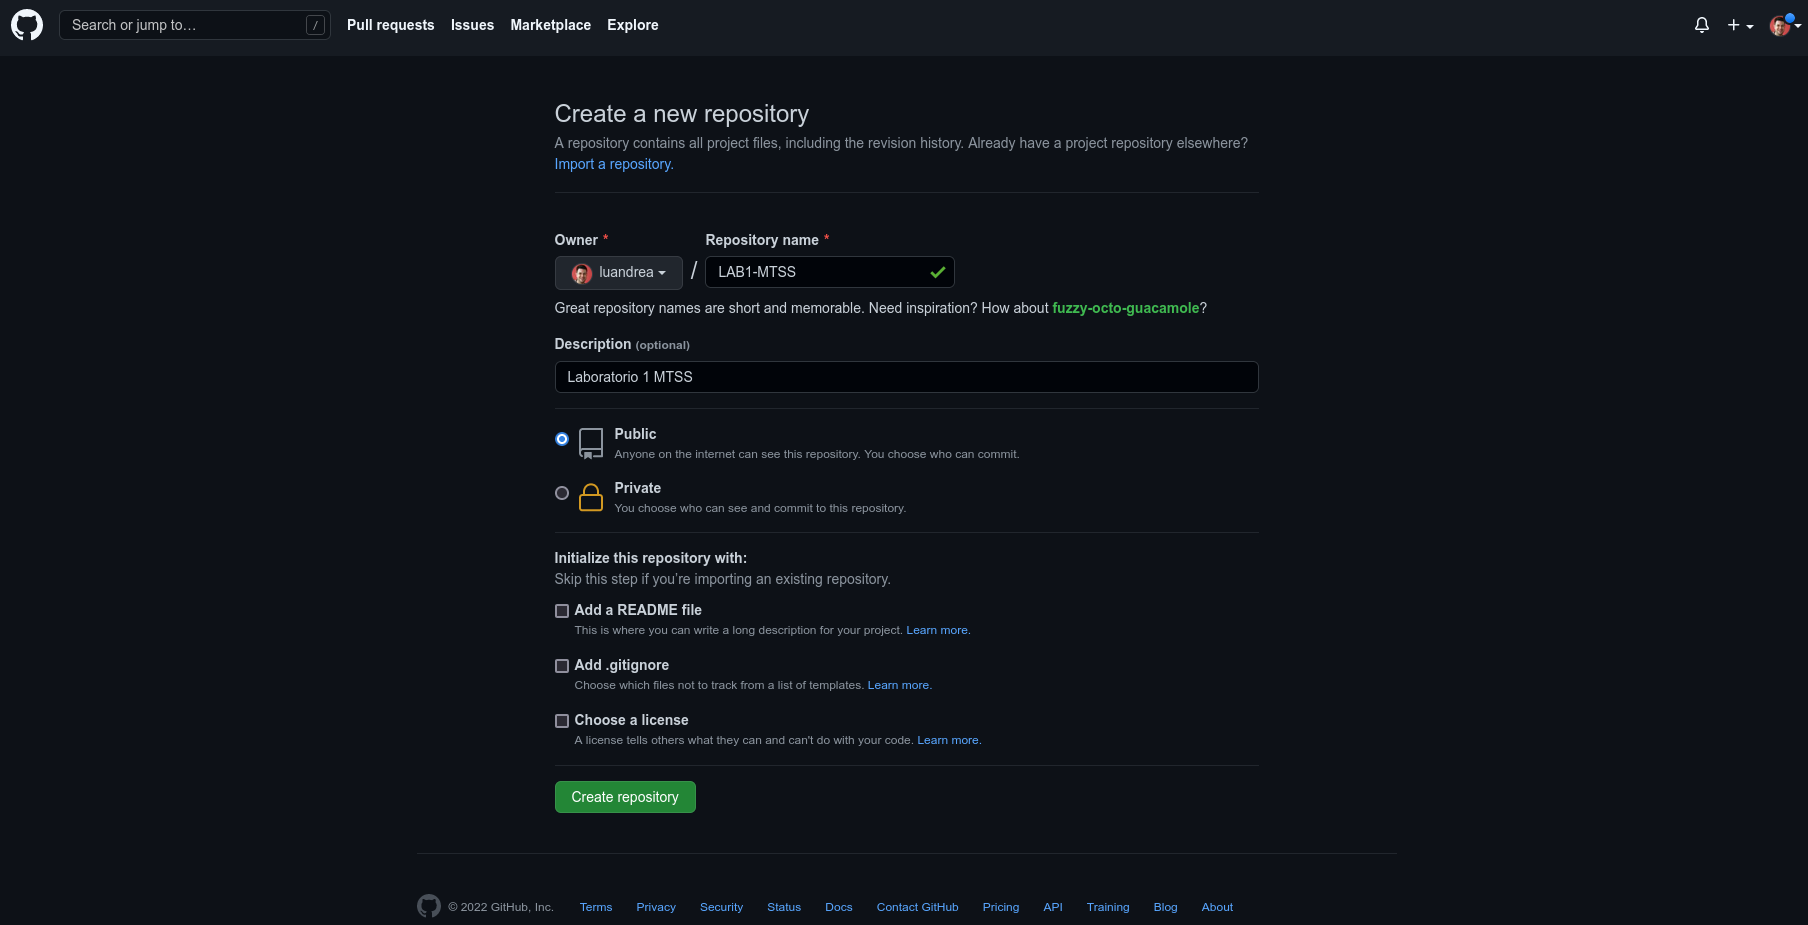 Search or jump to… /
Pull requests Issues Marketplace Explore
Create a new repository
A repository contains all project files, including the revision history. Already have a project repository elsewhere?
Import a repository.
Owner * Repository name *
luandrea / LAB1-MTSS
Great repository names are short and memorable. Need inspiration? How about fuzzy-octo-guacamole?
Description (optional)
Laboratorio 1 MTSS
Public
Anyone on the internet can see this repository. You choose who can commit.
Private
You choose who can see and commit to this repository.
Initialize this repository with:
Skip this step if you’re importing an existing repository.
Add a README file
This is where you can write a long description for your project. Learn more.
Add .gitignore
Choose which files not to track from a list of templates. Learn more.
Choose a license
A license tells others what they can and can't do with your code. Learn more.
Create repository
© 2022 GitHub, Inc. Terms Privacy Security Status Docs Contact GitHub Pricing API Training Blog About